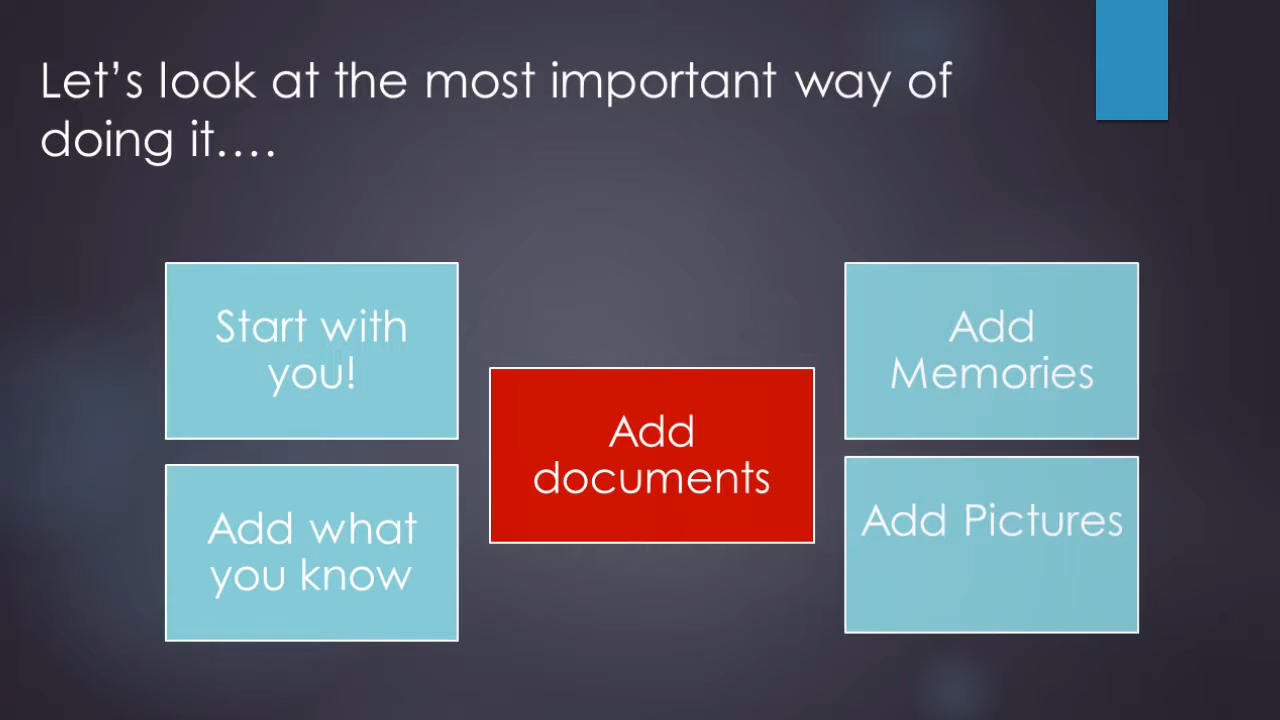 Let's look at the most important way of
doing it....
Start with
you!
Add what
you know
Add
documents
Add
Memories
Add Pictures